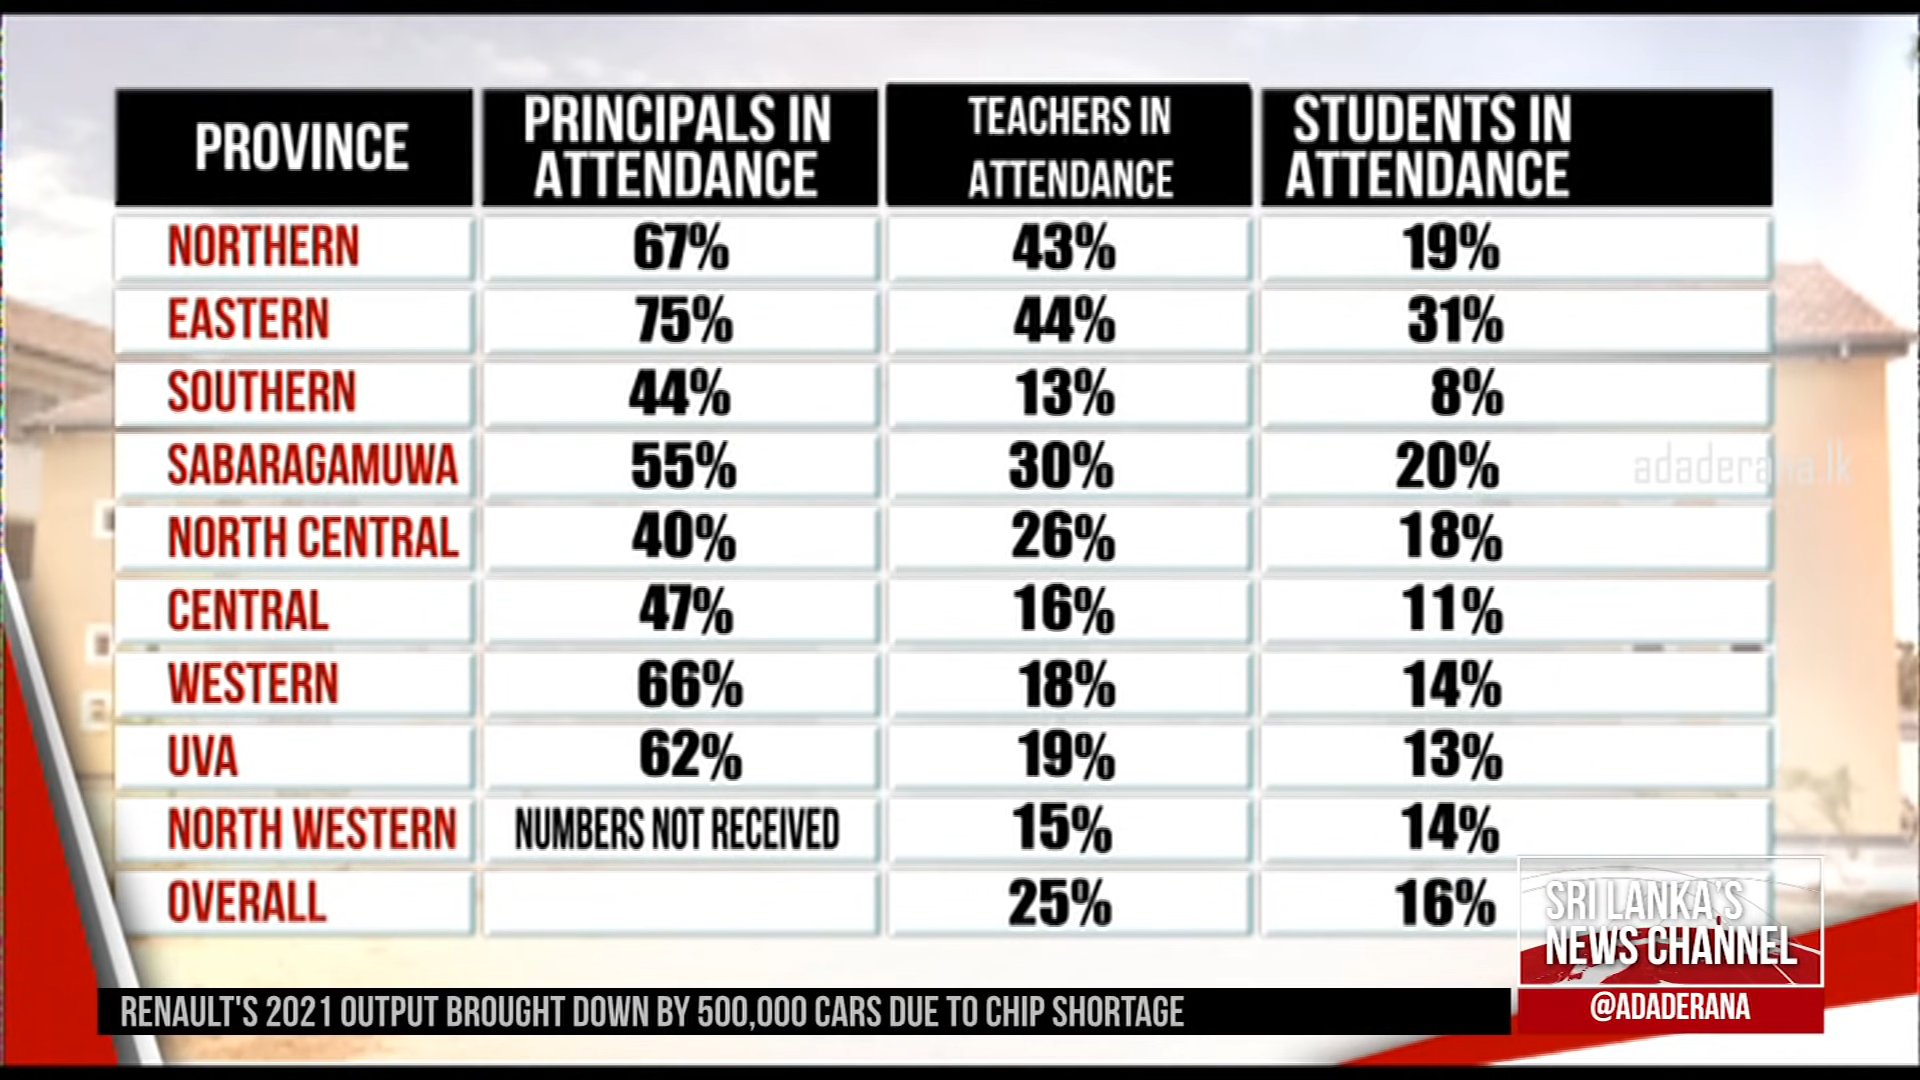 PROVINCE PRINCIPALS IN ATTENDANCE TEACHERS IN ATTENDANCE STUDENTS IN ATTENDANCE
NORTHERN 67% 43% 19%
EASTERN 75% 44% 31%
SOUTHERN 44% 13% 8%
SABARAGAMUWA 55% 30% 20%
adaderana.lk
NORTH CENTRAL 40% 26% 18%
CENTRAL 47% 16% 11%
WESTERN 66% 18% 14%
UVA 62% 19% 13%
NORTH WESTERN NUMBERS NOT RECEIVED 15% 14%
OVERALL 25% 16%
SRI LANKA'S
NEWS CHANNEL
@ADADERANA
RENAULT'S 2021 OUTPUT BROUGHT DOWN BY 500,000 CARS DUE TO CHIP SHORTAGE